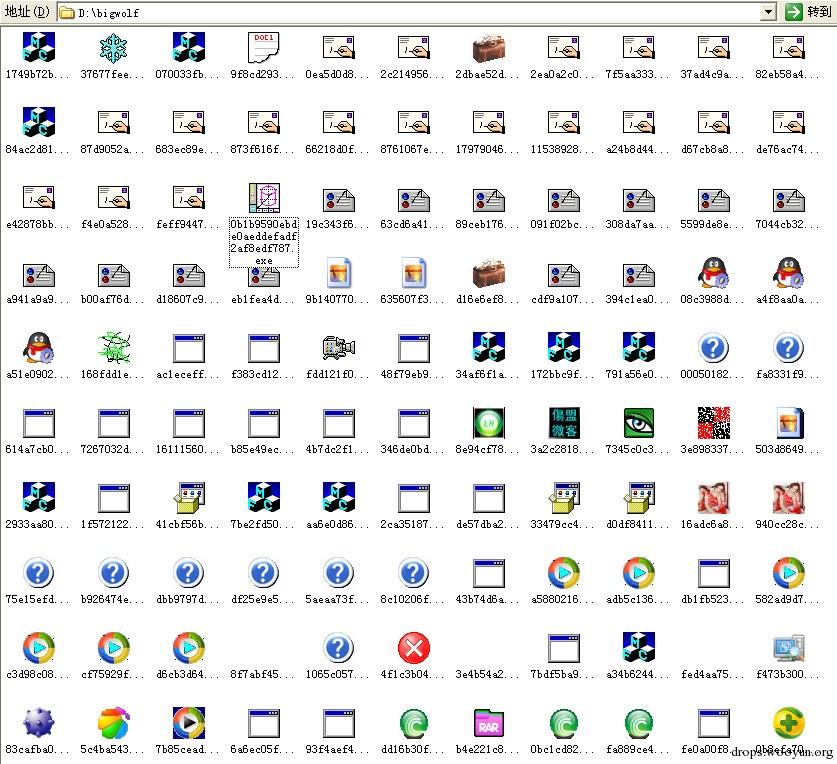 地址(D) D:\bigwolf 转到
1749b72b... 37677fee... 070033fb... 9f8cd293... 0ea5d0d8... 2c214956... 2dbae52d... 2ea0a2c0... 7f5aa333... 37ad4c9a... 82eb58a4...
84ac2d81... 87d9052a... 683ec89e... 873f616f... 66218d0f... 8761067e... 17979046... 11538928... a24b8d44... d67cb8a8... de76ac74...
e42878bb... f4e0a528... feff9447... 0b1b9590ebd 19c343f6... 63cd6a41... 89ceb176... 091f02bc... 308da7aa... 5599de8e... 7044cb32...
e0aeddefadf
2af8edf787.
exe
a941a9a9... b00af76d... d18607c9... eb1fea4d... 9b140770... 635607f3... d16e6ef8... cdf9a107... 394c1ea0... 08c3988d... a4f8aa0a...
a51e0902... 168fdd1e... ac1eceff... f383cd12... fdd121f0... 48f79eb9... 34af6f1a... 172bbc9f... 791a56e0... 00050182... fa8331f9...
傷盟
微客
614a7cb0... 7267032d... 16111560... b85e49ec... 4b7dc2f1... 346de0bd... 8e94cf78... 3a2c2818... 7345c0c3... 3e898337... 503d8649...
2933aa80... 1f572122... 41cbf56b... 7be2fd50... aa6e0d86... 2ca35187... de57dba2... 33479cc4... d0df8411... 16adc6a8... 940cc28c...
75e15efd... b926474e... dbb9797d... df25e9e5... 5aeaa73f... 8c10206f... 43b74d6a... a5880216... adb5c136... db1fb523... 582ad9d7...
c3d98c08... cf75929f... d6cb3d64... 8f7abf45... 1065c057... 4f1c3b04... 3e4b54a2... 7bdf5ba9... a34b6244... fed4aa75... f473b300...
RAR
83cafba0... 5c4ba543... 7b85cead... 6a6ec05f... 93f4aef4... dd16b30f... b4e221c8... 0bc1cd82... fa889ce4... fe0a00f8...
drops.wooyun.org